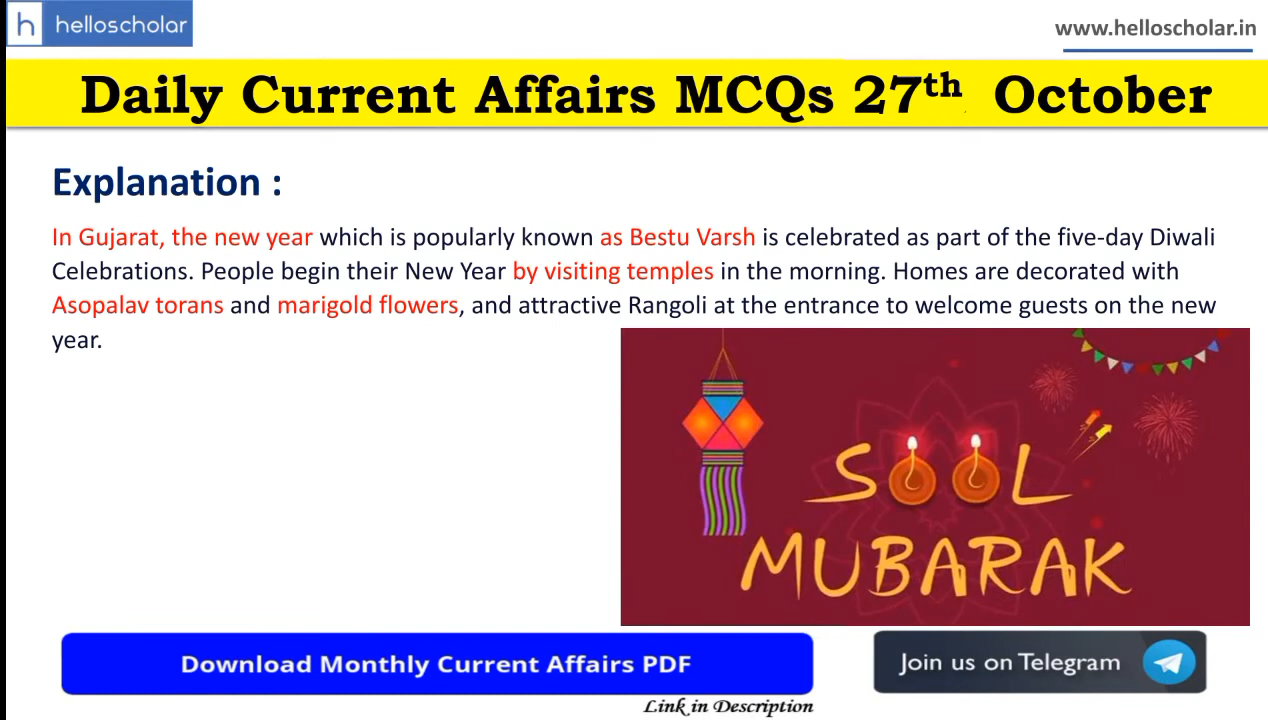 h helloscholar
www.helloscholar.in
Daily Current Affairs MCQs 27th October
Explanation :
In Gujarat, the new year which is popularly known as Bestu Varsh is celebrated as part of the five-day Diwali
Celebrations. People begin their New Year by visiting temples in the morning. Homes are decorated with
Asopalav torans and marigold flowers, and attractive Rangoli at the entrance to welcome guests on the new
year.
SOOL
MUBARAK
Download Monthly Current Affairs PDF
Join us on Telegram
Link in Description